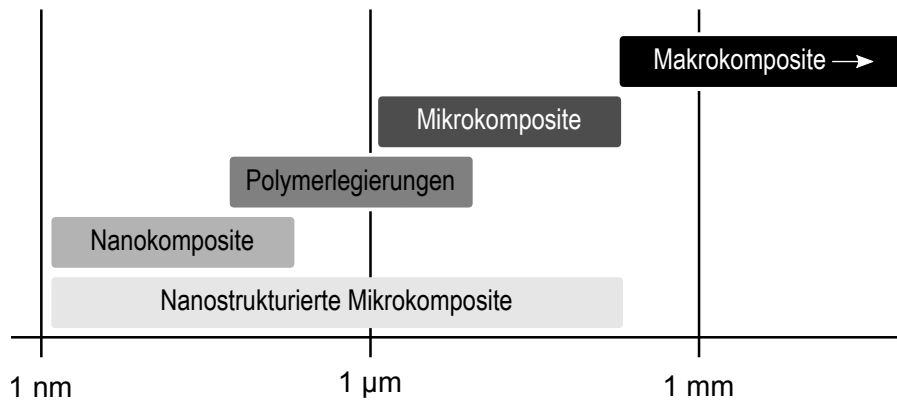 Makrokomposite
Mikrokomposite
Polymerlegierungen
Nanokomposite
Nanostrukturierte Mikrokomposite
1 nm
1 µm
1 mm